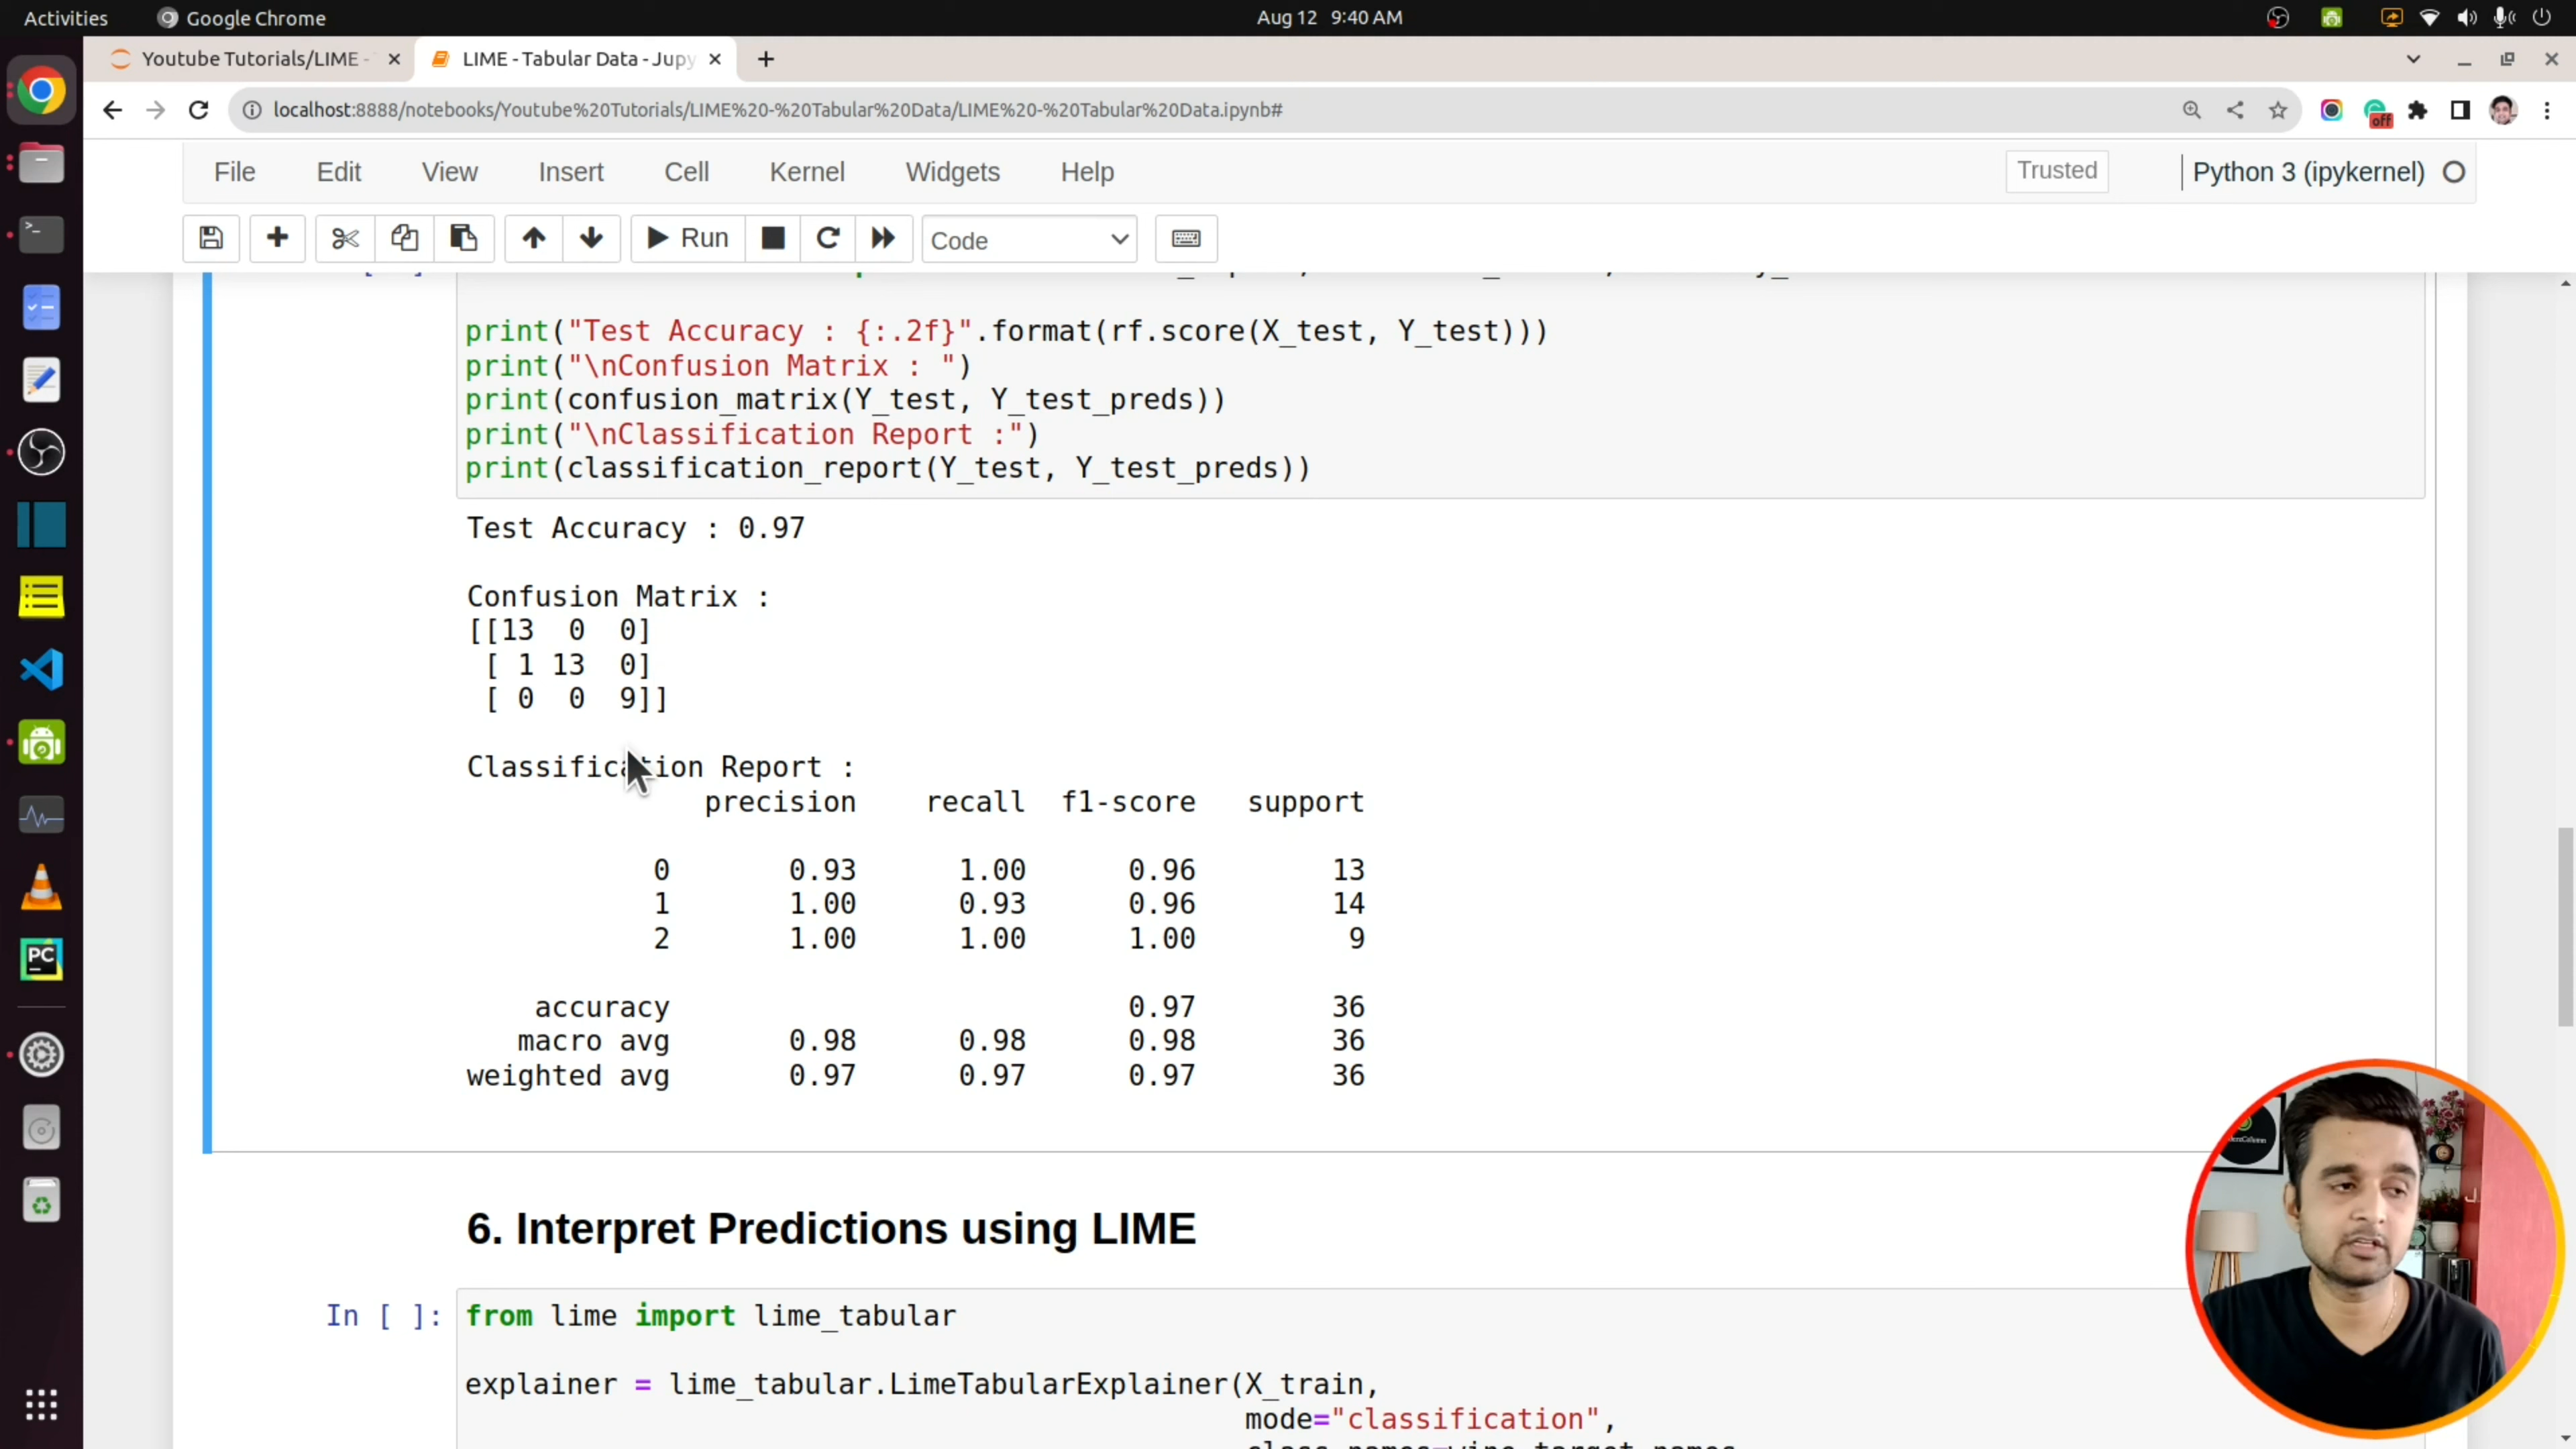 Activities Google Chrome Aug 12 9:40 AM
Youtube Tutorials/LIME - LIME - Tabular Data - Jupy
localhost:8888/notebooks/Youtube%20Tutorials/LIME%20-%20Tabular%20Data/LIME%20-%20Tabular%20Data.ipynb#
off
File Edit View Insert Cell Kernel Widgets Help Trusted Python 3 (ipykernel)
Run Code
print("Test Accuracy : {:.2f}".format(rf.score(X_test, Y_test)))
print("\nConfusion Matrix : ")
print(confusion_matrix(Y_test, Y_test_preds))
print("\nClassification Report :")
print(classification_report(Y_test, Y_test_preds))
Test Accuracy : 0.97
Confusion Matrix :
[[13 0 0]
[ 1 13 0]
[ 0 0 9]]
Classification Report :
precision recall f1-score support
0 0.93 1.00 0.96 13
1 1.00 0.93 0.96 14
2 1.00 1.00 1.00 9
accuracy 0.97 36
macro avg 0.98 0.98 0.98 36
weighted avg 0.97 0.97 0.97 36
PC
6. Interpret Predictions using LIME
In [ ]: from lime import lime_tabular
explainer = lime_tabular.LimeTabularExplainer(X_train,
mode="classification",